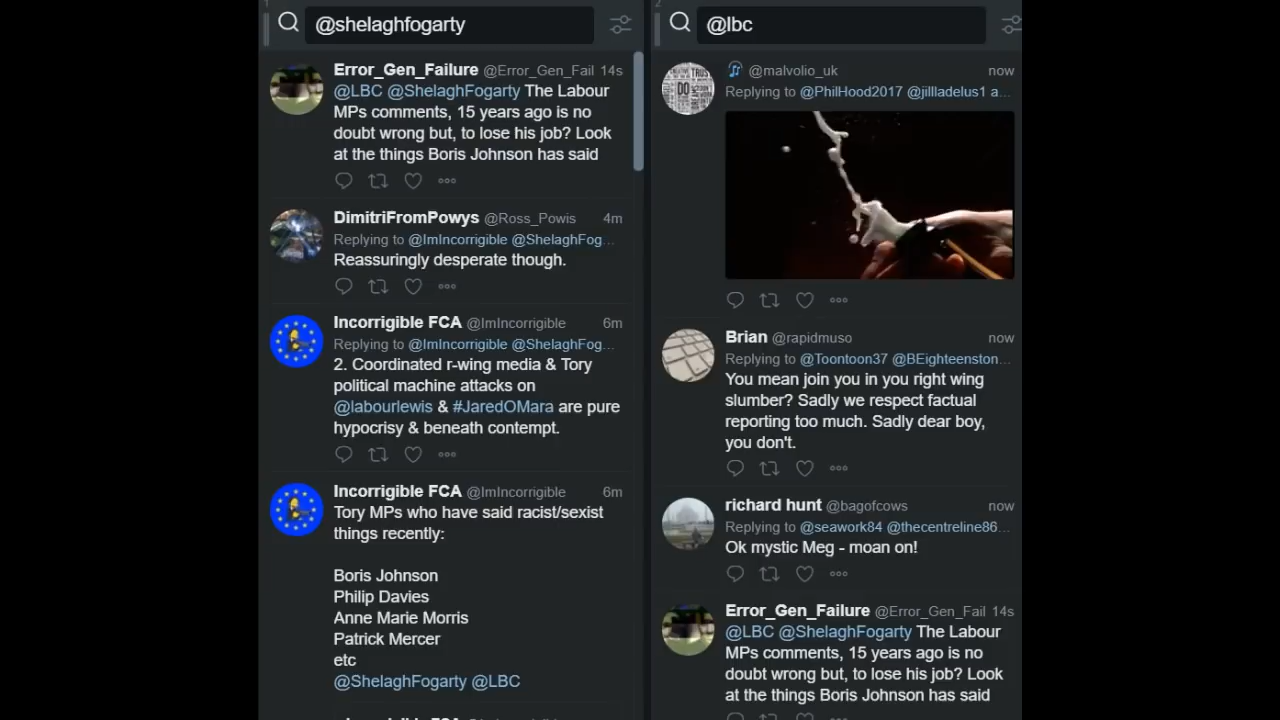 1
@shelaghfogarty
Error_Gen_Failure @Error_Gen_Fail 14s
@LBC @ShelaghFogarty The Labour
MPs comments, 15 years ago is no
doubt wrong but, to lose his job? Look
at the things Boris Johnson has said
DimitriFromPowys @Ross_Powis 4m
Replying to @ImIncorrigible @ShelaghFog...
Reassuringly desperate though.
Incorrigible FCA @ImIncorrigible 6m
Replying to @ImIncorrigible @ShelaghFog...
2. Coordinated r-wing media & Tory
political machine attacks on
@labourlewis & #JaredOMara are pure
hypocrisy & beneath contempt.
Incorrigible FCA @ImIncorrigible 6m
Tory MPs who have said racist/sexist
things recently:
Boris Johnson
Philip Davies
Anne Marie Morris
Patrick Mercer
etc
@ShelaghFogarty @LBC
2
@lbc
@malvolio_uk now
Replying to @PhilHood2017 @jillladelus1 a...
Brian @rapidmuso now
Replying to @Toontoon37 @BEighteenston...
You mean join you in you right wing
slumber? Sadly we respect factual
reporting too much. Sadly dear boy,
you don't.
richard hunt @bagofcows now
Replying to @seawork84 @thecentreline86...
Ok mystic Meg - moan on!
Error_Gen_Failure @Error_Gen_Fail 14s
@LBC @ShelaghFogarty The Labour
MPs comments, 15 years ago is no
doubt wrong but, to lose his job? Look
at the things Boris Johnson has said